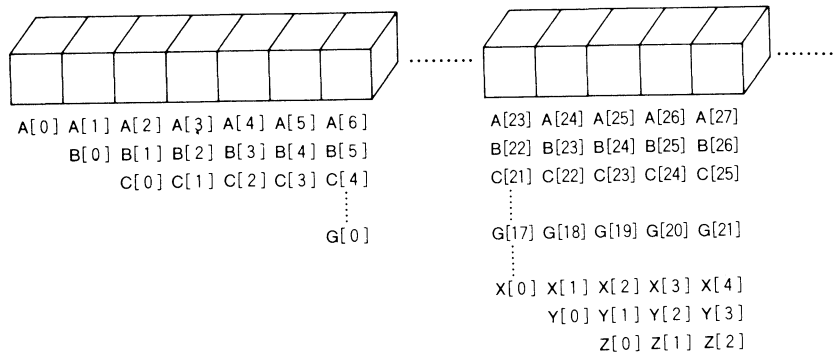 A[0] A[1] A[2] A[3] A[4] A[5] A[6] ......... A[23] A[24] A[25] A[26] A[27] .........
B[0] B[1] B[2] B[3] B[4] B[5] B[22] B[23] B[24] B[25] B[26]
C[0] C[1] C[2] C[3] C[4] C[21] C[22] C[23] C[24] C[25]
G[0] G[17] G[18] G[19] G[20] G[21]
X[0] X[1] X[2] X[3] X[4]
Y[0] Y[1] Y[2] Y[3]
Z[0] Z[1] Z[2]